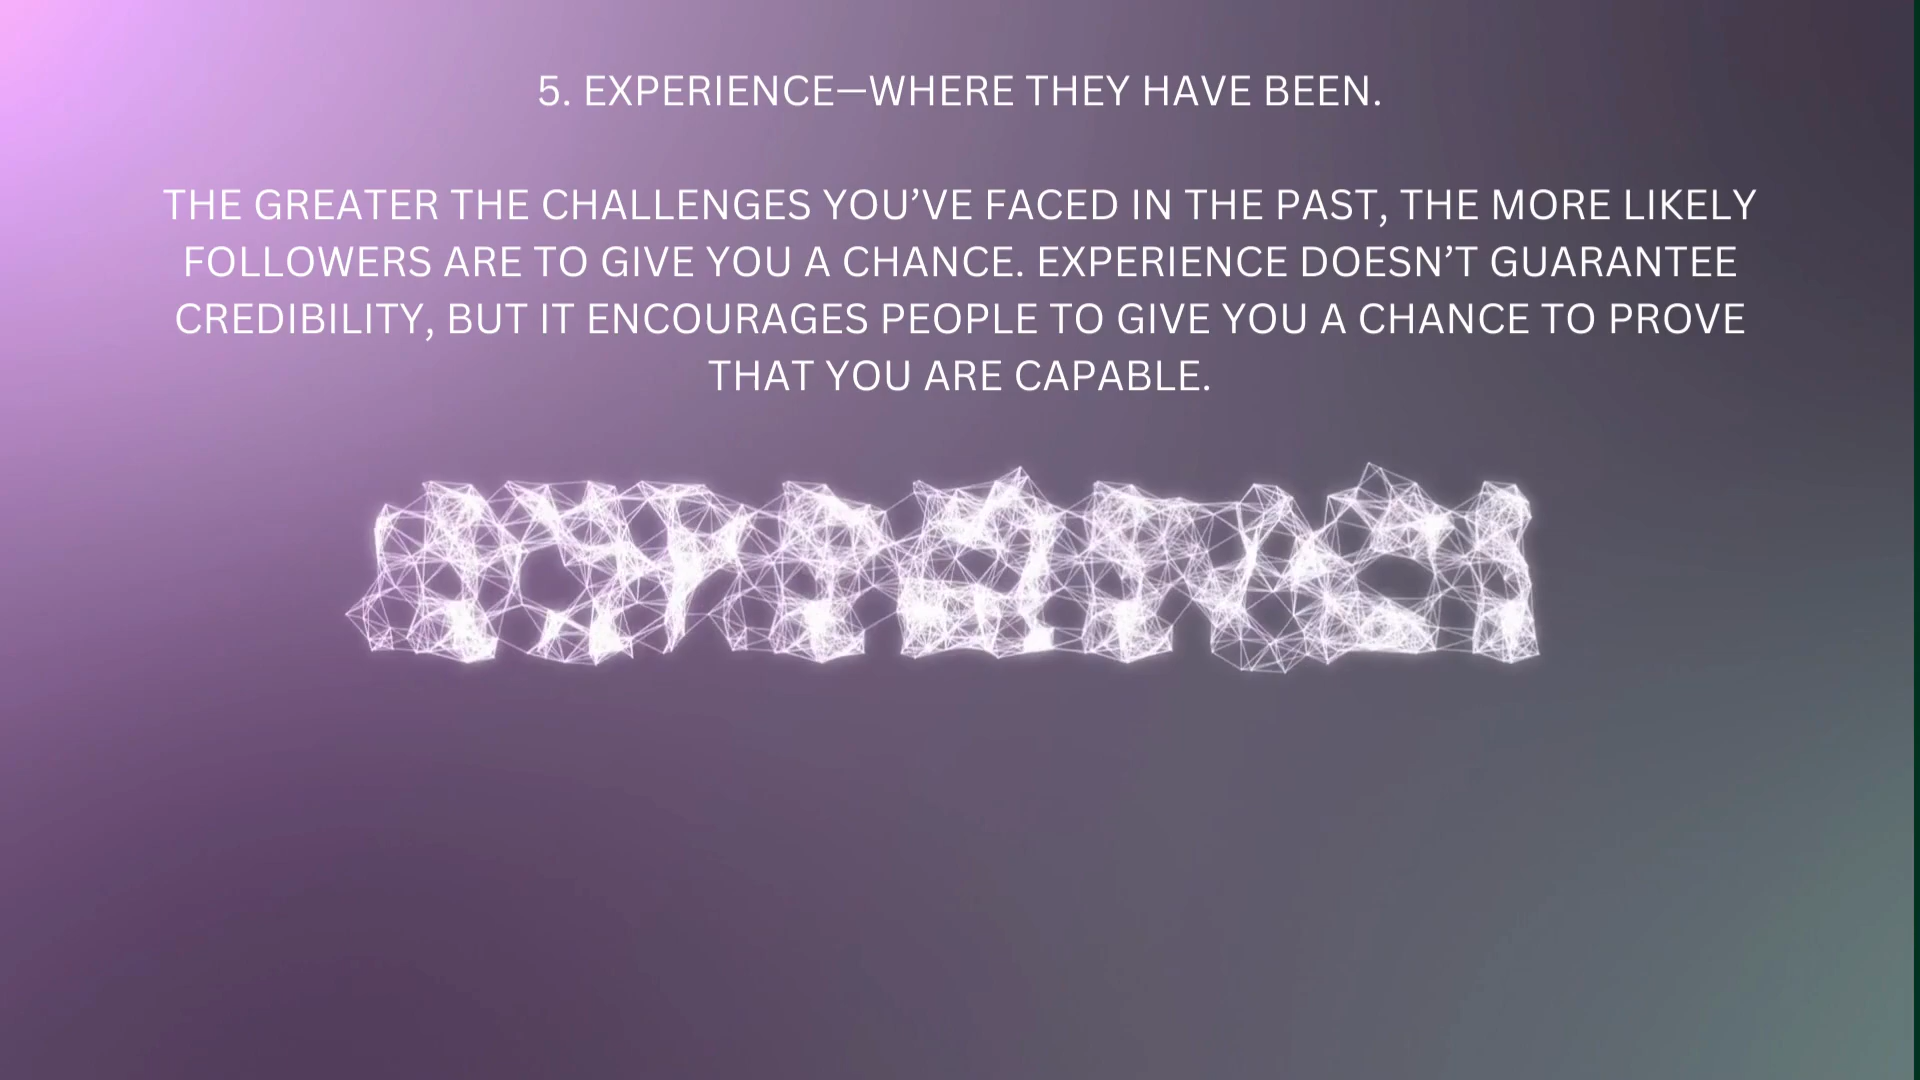 5. EXPERIENCE—WHERE THEY HAVE BEEN.
THE GREATER THE CHALLENGES YOU’VE FACED IN THE PAST, THE MORE LIKELY
FOLLOWERS ARE TO GIVE YOU A CHANCE. EXPERIENCE DOESN’T GUARANTEE
CREDIBILITY, BUT IT ENCOURAGES PEOPLE TO GIVE YOU A CHANCE TO PROVE
THAT YOU ARE CAPABLE.